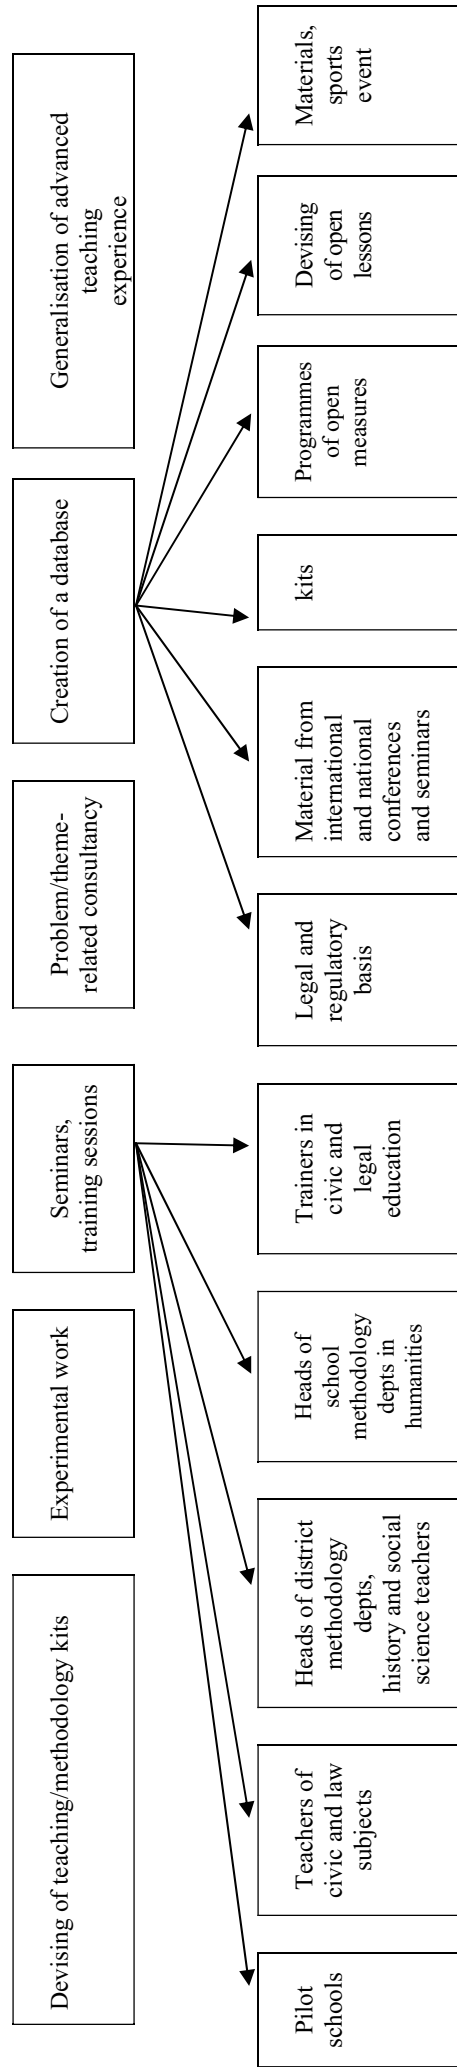 Devising of teaching/methodology kits
Experimental work
Seminars,
training sessions
Problem/theme-
related consultancy
Creation of a database
Generalisation of advanced
teaching
experience
Pilot
schools
Teachers of
civic and law
subjects
Heads of district
methodology
depts,
history and social
science teachers
Heads of
school
methodology
depts in
humanities
Trainers in
civic and
legal
education
Legal and
regulatory
basis
Material from
international
and national
conferences
and seminars
kits
Programmes
of open
measures
Devising
of open
lessons
Materials,
sports
event